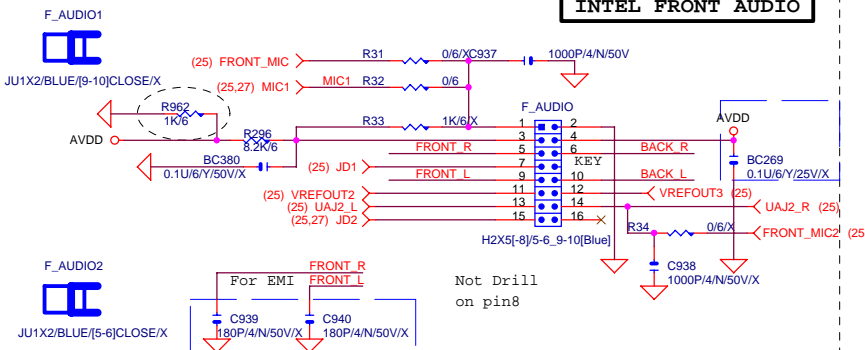 INTEL FRONT AUDIO
F_AUDIO1
JU1X2/BLUE/[9-10]CLOSE/X
(25) FRONT_MIC
R31
0/6/X
C937
1000P/4/N/50V
(25,27) MIC1
MIC1
R32
0/6
R962
1K/6
R33
1K/6/X
F_AUDIO
AVDD
R296
8.2K/6
1
2
3
4
5
6
7
KEY
9
10
11
12
13
14
15
16
FRONT_R
BACK_R
AVDD
BC380
0.1U/6/Y/50V/X
(25) JD1
FRONT_L
BACK_L
BC269
0.1U/6/Y/25V/X
(25) VREFOUT2
VREFOUT3 (25)
(25) UAJ2_L
UAJ2_R (25)
(25,27) JD2
R34
0/6/X
FRONT_MIC2 (25
H2X5[-8]/5-6_9-10[Blue]
C938
1000P/4/N/50V/X
F_AUDIO2
JU1X2/BLUE/[5-6]CLOSE/X
For EMI
FRONT_R
FRONT_L
C939
180P/4/N/50V/X
C940
180P/4/N/50V/X
Not Drill
on pin8